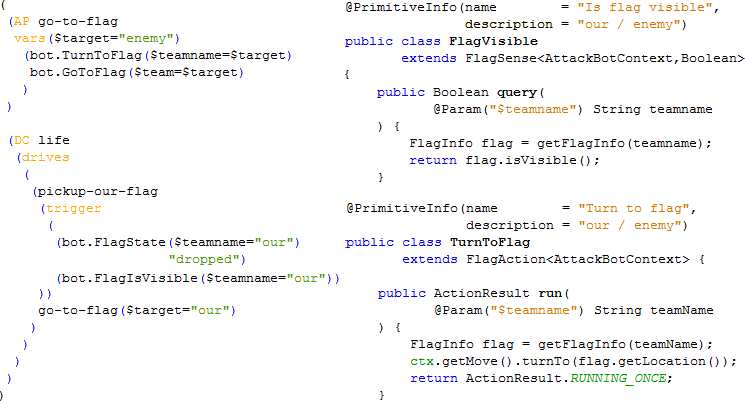 (
(AP go-to-flag
vars($target="enemy")
(bot.TurnToFlag($teamname=$target)
bot.GoToFlag($team=$target)
)
)
(DC life
(drives
(
(pickup-our-flag
(trigger
(
(bot.FlagState($teamname="our")
"dropped")
(bot.FlagIsVisible($teamname="our"))
))
go-to-flag($target="our")
)
)
)
)
)
@PrimitiveInfo(name = "Is flag visible",
description = "our / enemy")
public class FlagVisible
extends FlagSense<AttackBotContext,Boolean>
{
public Boolean query(
@Param("$teamname") String teamname
) {
FlagInfo flag = getFlagInfo(teamname);
return flag.isVisible();
}
@PrimitiveInfo(name = "Turn to flag",
description = "our / enemy")
public class TurnToFlag
extends FlagAction<AttackBotContext> {
public ActionResult run(
@Param("$teamname") String teamName
) {
FlagInfo flag = getFlagInfo(teamName);
ctx.getMove().turnTo(flag.getLocation());
return ActionResult.RUNNING_ONCE;
}